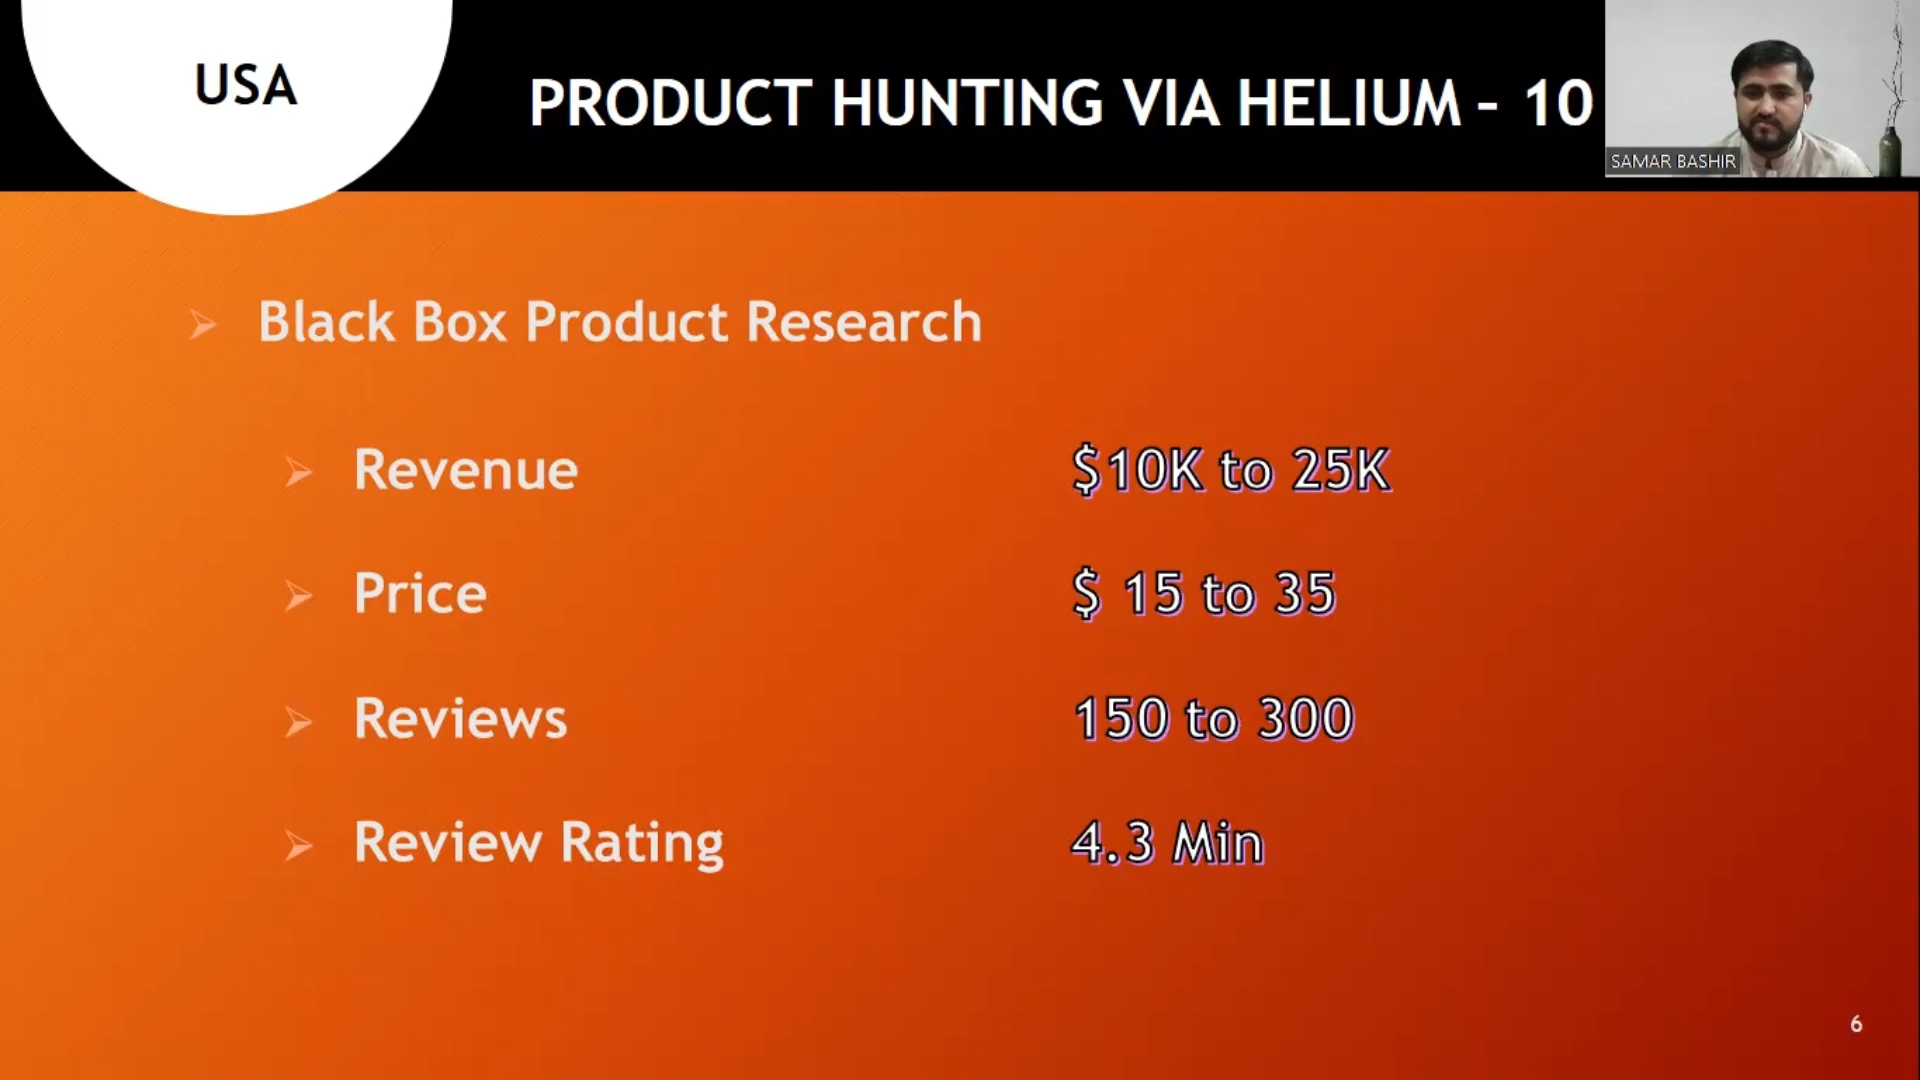 USA
PRODUCT HUNTING VIA HELIUM – 10
SAMAR BASHIR
Black Box Product Research
Revenue $10K to 25K
Price $ 15 to 35
Reviews 150 to 300
Review Rating 4.3 Min
6